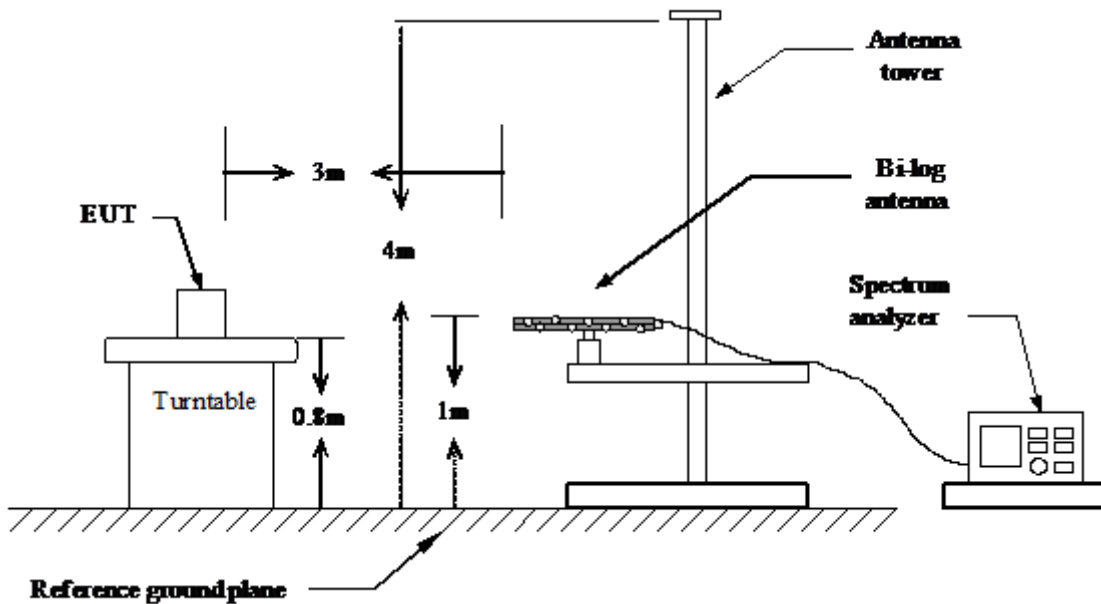 Antenna
tower
3m
Bi-log
antenna
EUT
4m
Spectrum
analyzer
Turntable
0.8m
1m
Reference ground plane